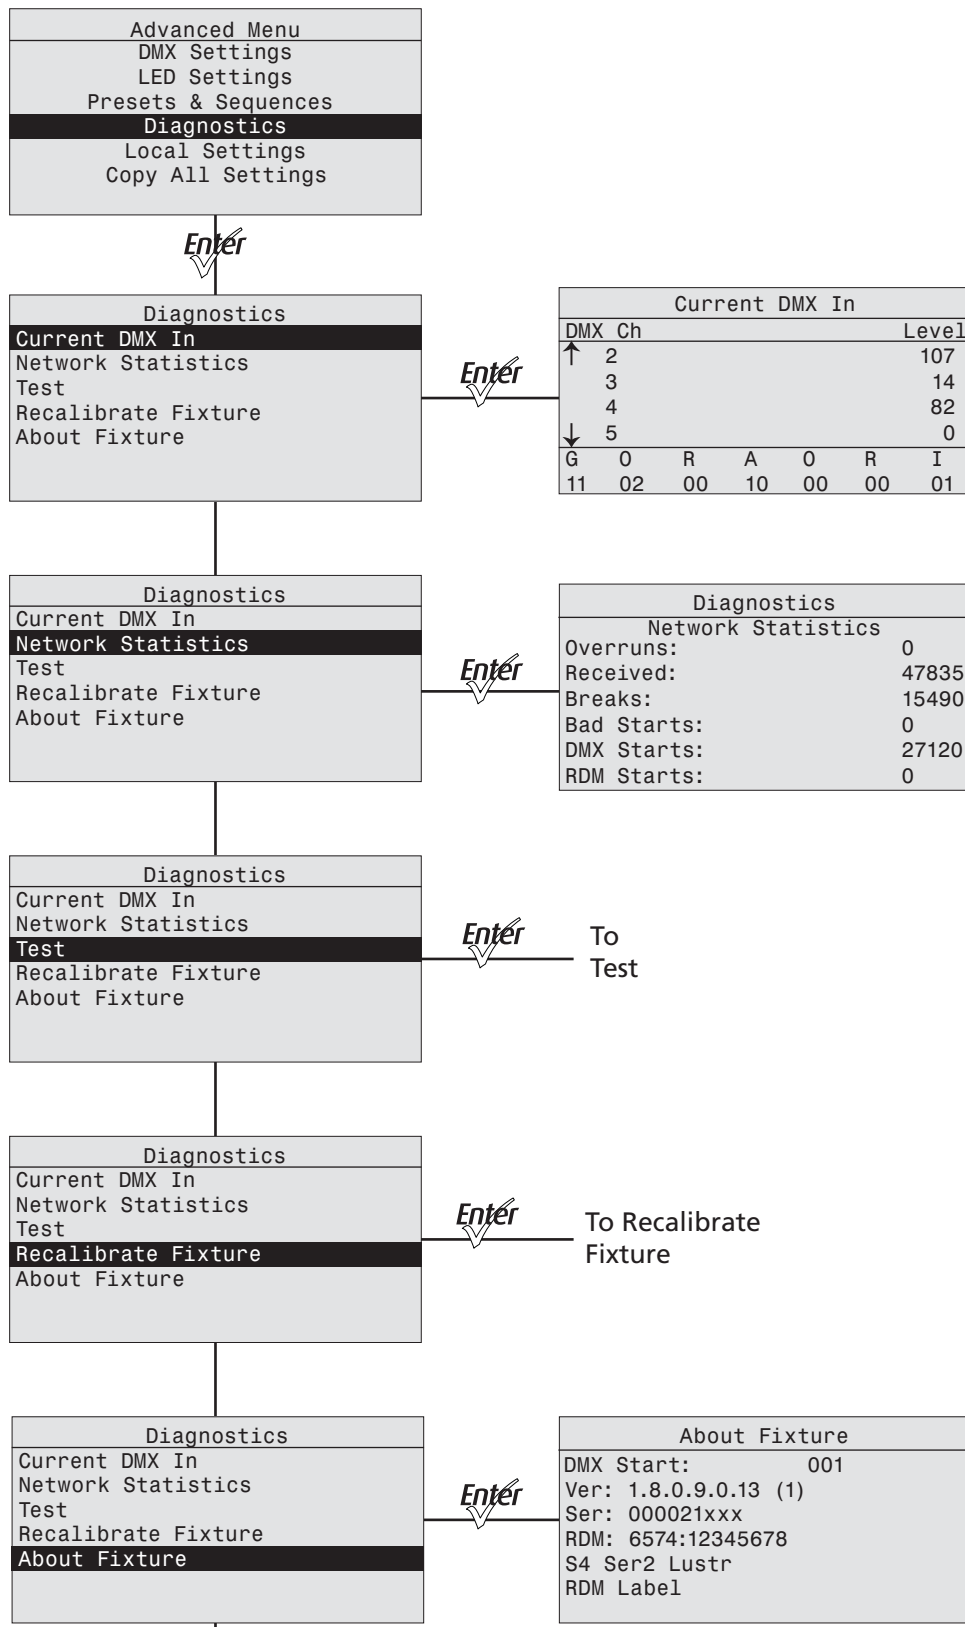 Advanced Menu
DMX Settings
LED Settings
Presets & Sequences
Diagnostics
Local Settings
Copy All Settings
Enter
Diagnostics
Current DMX In
Network Statistics
Test
Recalibrate Fixture
About Fixture
Enter
Current DMX In
DMX Ch Level
2 107
3 14
4 82
5 0
G O R A O R I
11 02 00 10 00 00 01
Diagnostics
Current DMX In
Network Statistics
Test
Recalibrate Fixture
About Fixture
Enter
Diagnostics
Network Statistics
Overruns: 0
Received: 47835
Breaks: 15490
Bad Starts: 0
DMX Starts: 27120
RDM Starts: 0
Diagnostics
Current DMX In
Network Statistics
Test
Recalibrate Fixture
About Fixture
Enter
To
Test
Diagnostics
Current DMX In
Network Statistics
Test
Recalibrate Fixture
About Fixture
Enter
To Recalibrate
Fixture
Diagnostics
Current DMX In
Network Statistics
Test
Recalibrate Fixture
About Fixture
Enter
About Fixture
DMX Start: 001
Ver: 1.8.0.9.0.13 (1)
Ser: 000021xxx
RDM: 6574:12345678
S4 Ser2 Lustr
RDM Label